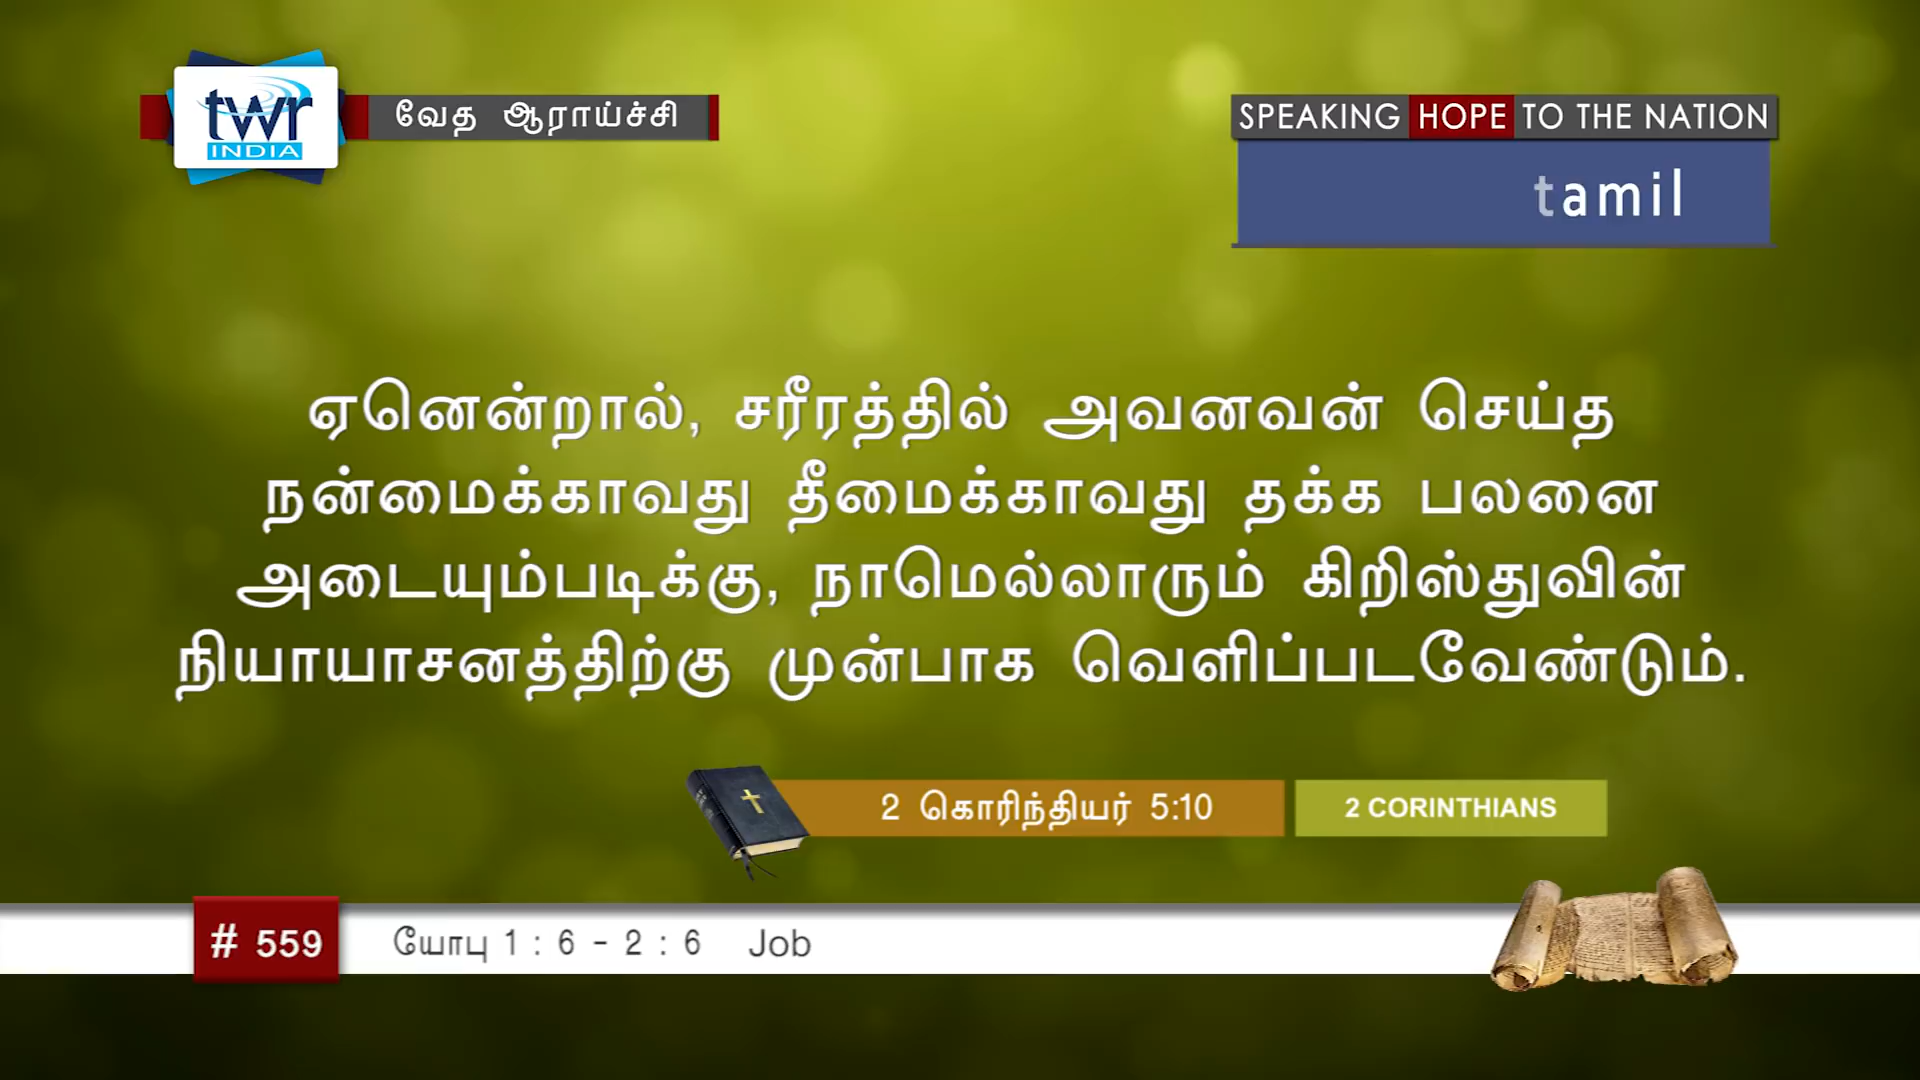 twr
INDIA
வேத ஆராய்ச்சி
SPEAKING HOPE TO THE NATION
tamil
ஏனென்றால், சரீரத்தில் அவனவன் செய்த
நன்மைக்காவது தீமைக்காவது தக்க பலனை
அடையும்படிக்கு, நாமெல்லாரும் கிறிஸ்துவின்
நியாயாசனத்திற்கு முன்பாக வெளிப்படவேண்டும்.
2 கொரிந்தியர் 5:10
2 CORINTHIANS
# 559
யோபு 1 : 6 - 2 : 6 Job